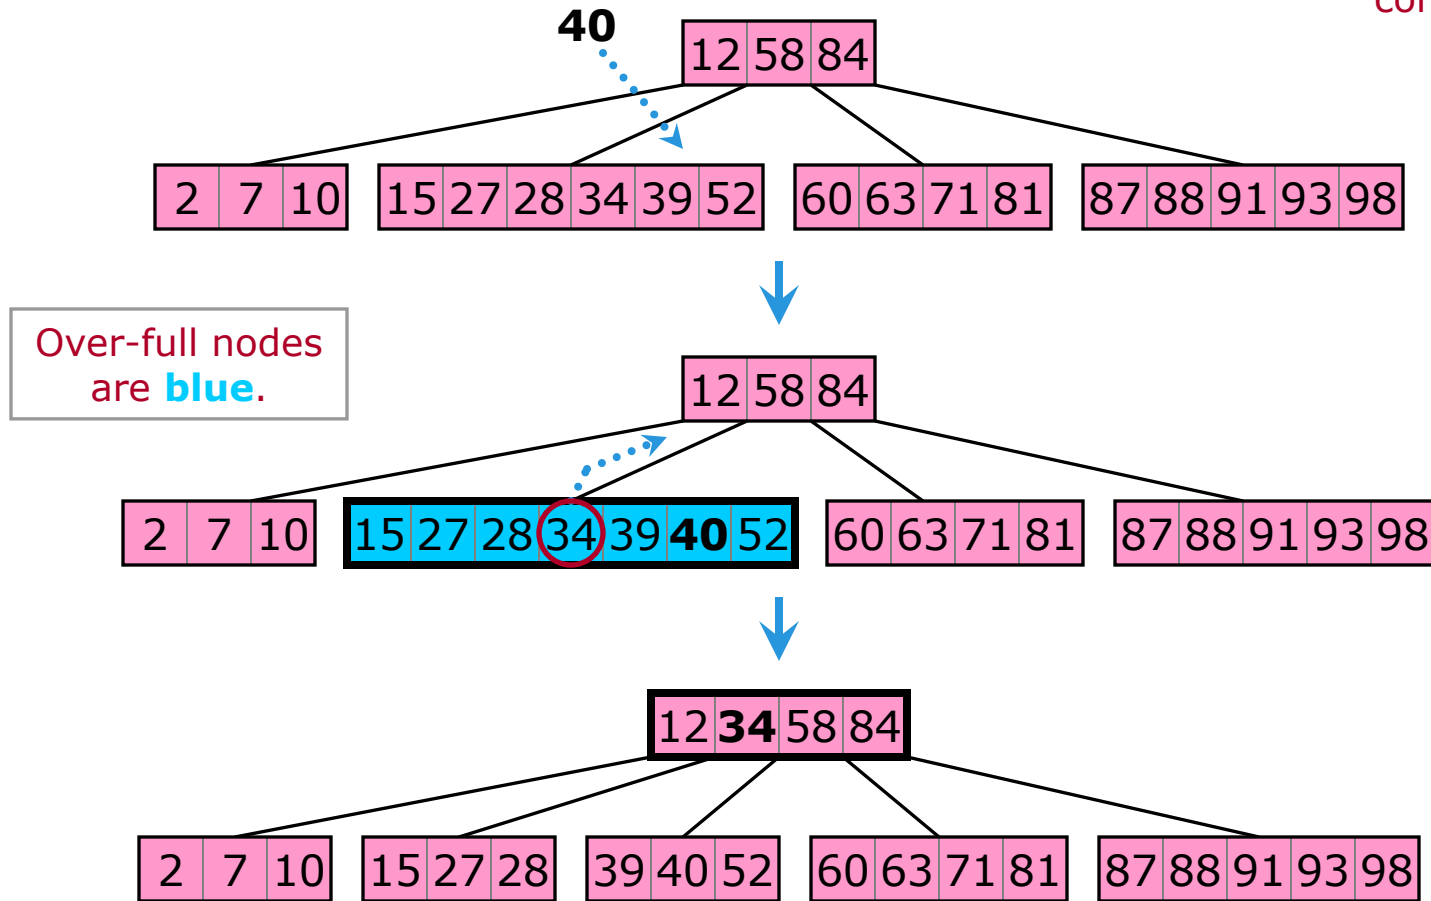 40
12 58 84
2 7 10 15 27 28 34 39 52 60 63 71 81 87 88 91 93 98
Over-full nodes
are blue.
12 58 84
2 7 10 15 27 28 34 39 40 52 60 63 71 81 87 88 91 93 98
12 34 58 84
2 7 10 15 27 28 39 40 52 60 63 71 81 87 88 91 93 98